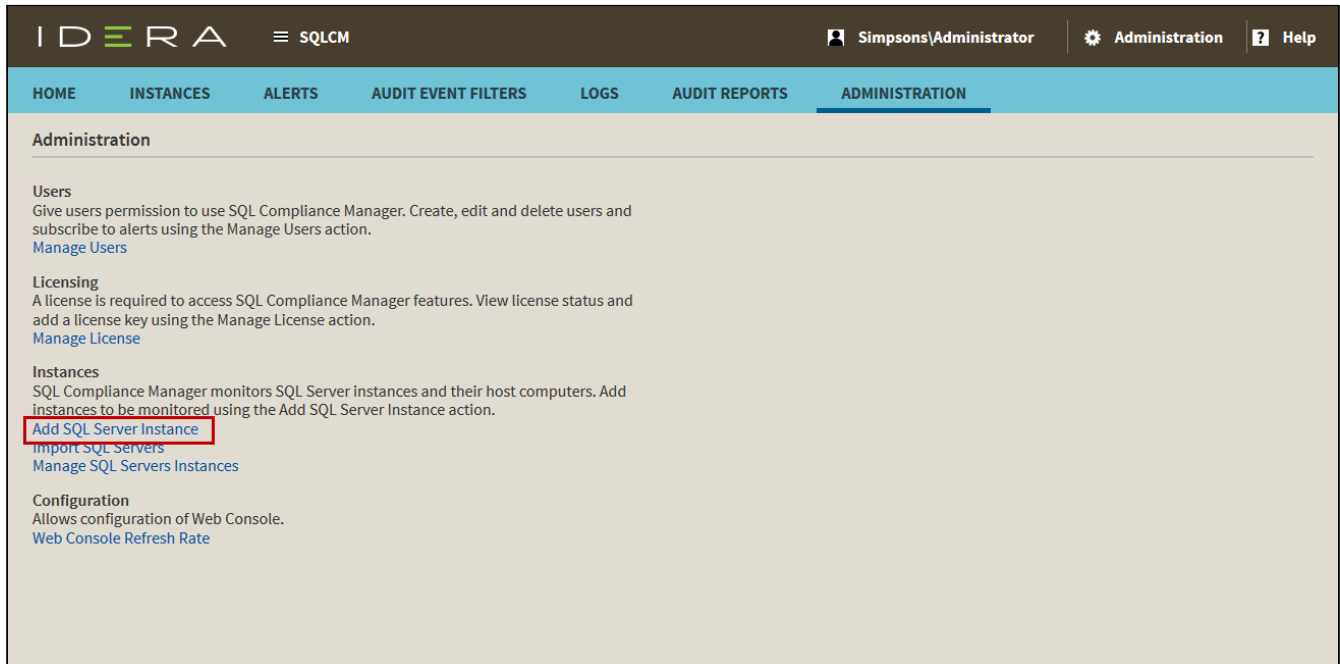 IDERA
SQLCM
Simpsons\Administrator
Administration
? Help
HOME INSTANCES ALERTS AUDIT EVENT FILTERS LOGS AUDIT REPORTS ADMINISTRATION
Administration
Users
Give users permission to use SQL Compliance Manager. Create, edit and delete users and
subscribe to alerts using the Manage Users action.
Manage Users
Licensing
A license is required to access SQL Compliance Manager features. View license status and
add a license key using the Manage License action.
Manage License
Instances
SQL Compliance Manager monitors SQL Server instances and their host computers. Add
instances to be monitored using the Add SQL Server Instance action.
Add SQL Server Instance
Import SQL Servers
Manage SQL Servers Instances
Configuration
Allows configuration of Web Console.
Web Console Refresh Rate